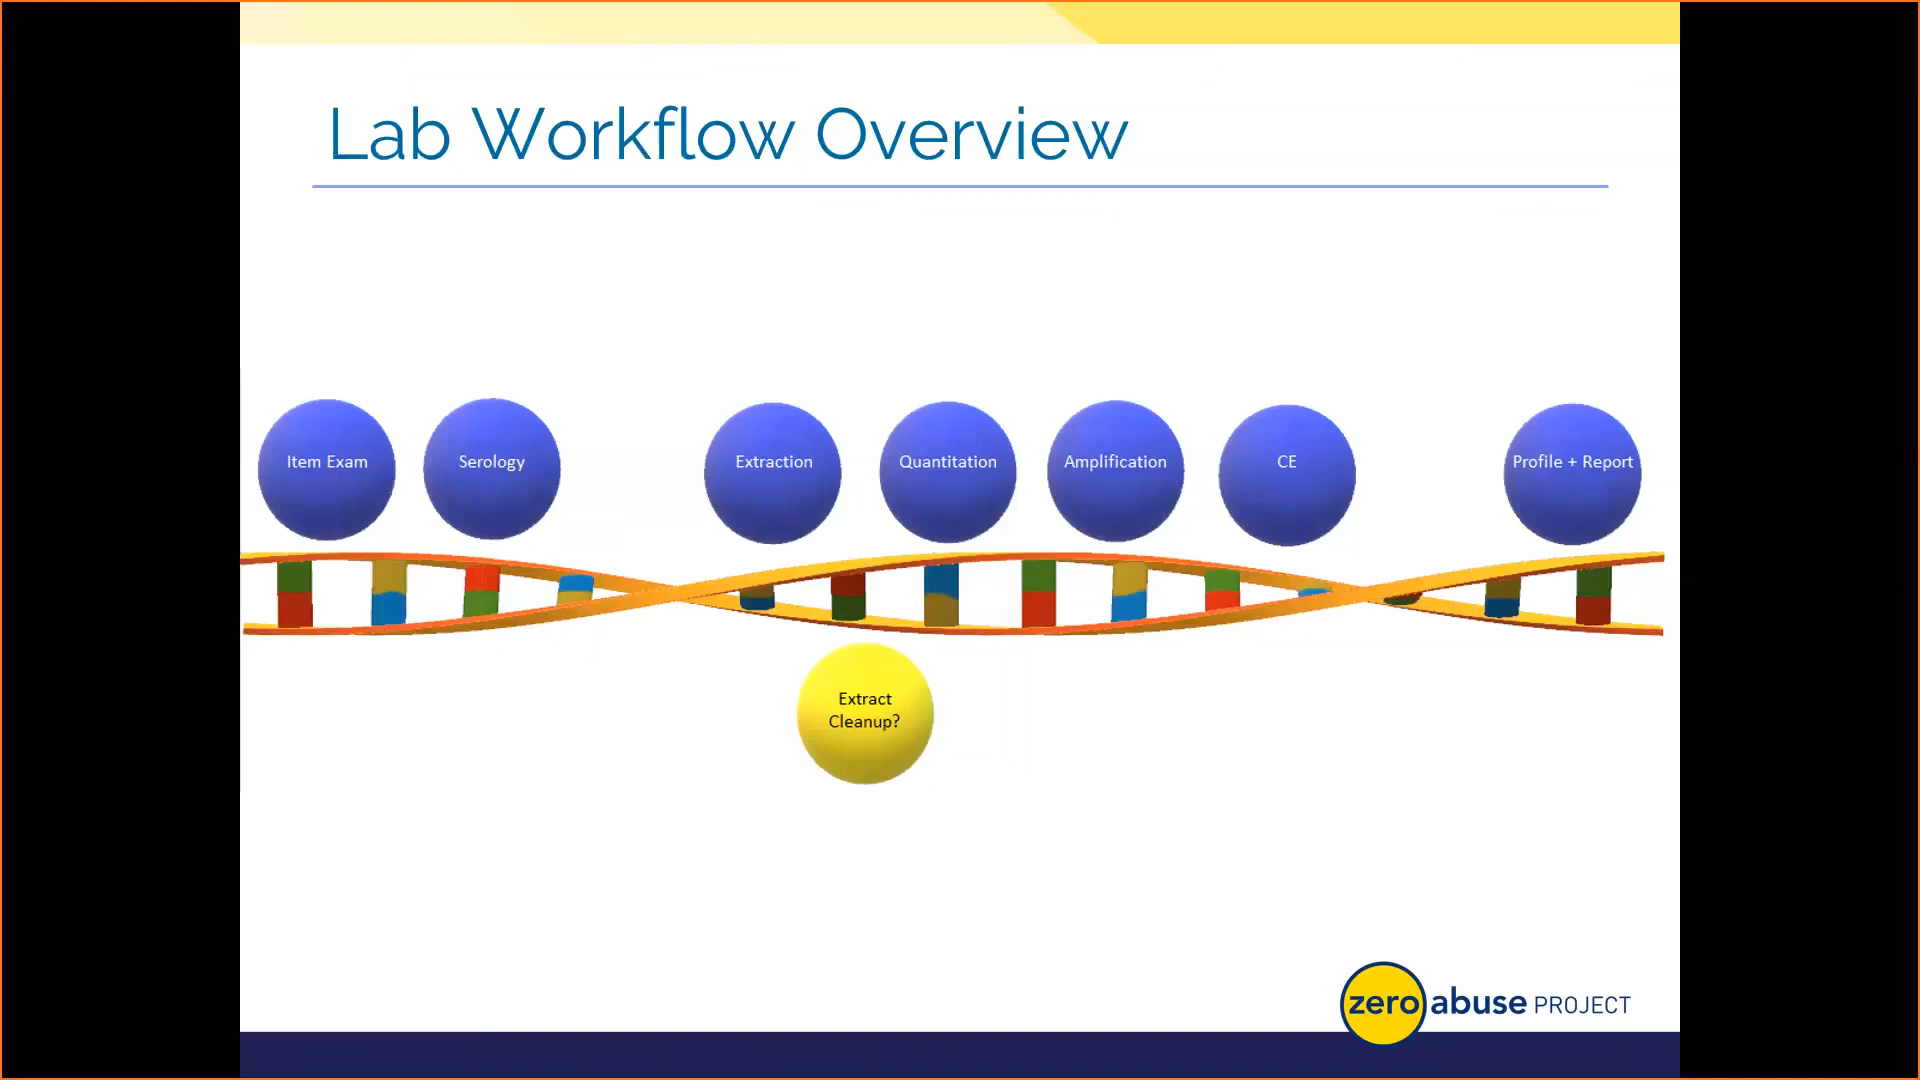 Lab Workflow Overview
Item Exam
Serology
Extraction
Quantitation
Amplification
CE
Profile + Report
Extract
Cleanup?
zero abuse PROJECT